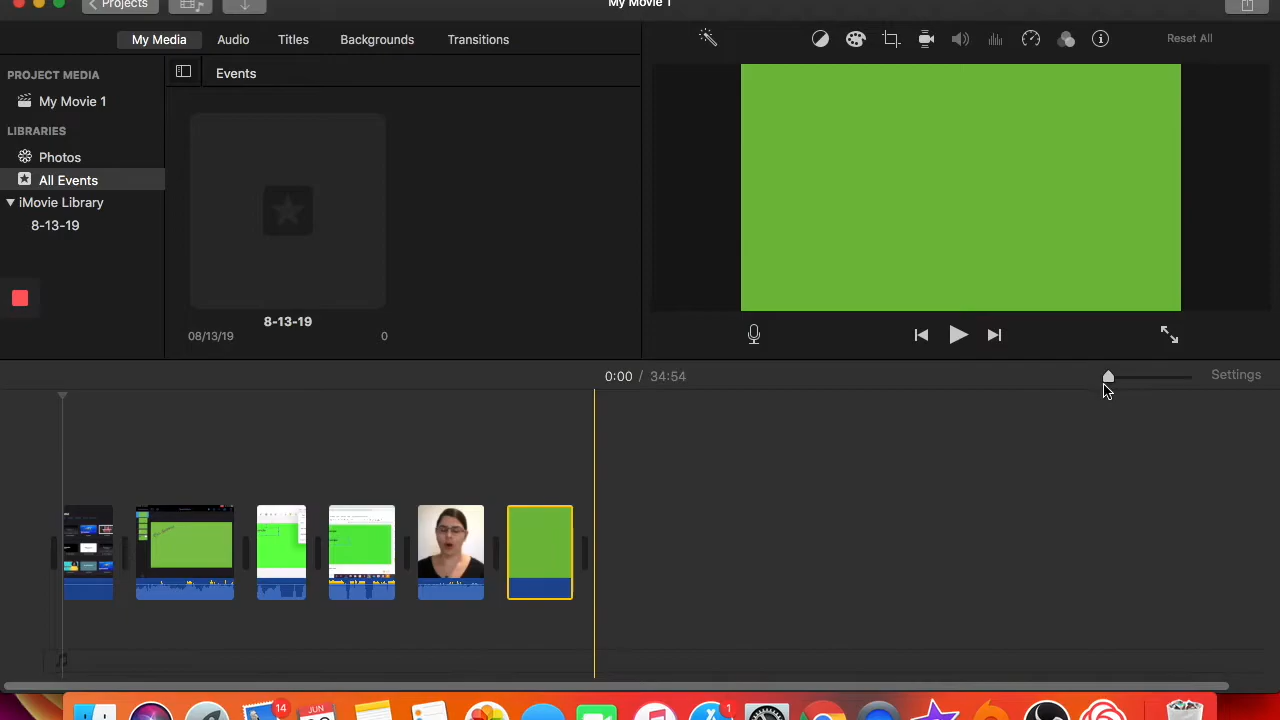 Projects
My Movie 1
My Media Audio Titles Backgrounds Transitions
Reset All
PROJECT MEDIA
Events
My Movie 1
LIBRARIES
Photos
All Events
iMovie Library
8-13-19
8-13-19
08/13/19 0
0:00 / 34:54
Settings
14
JUN
1